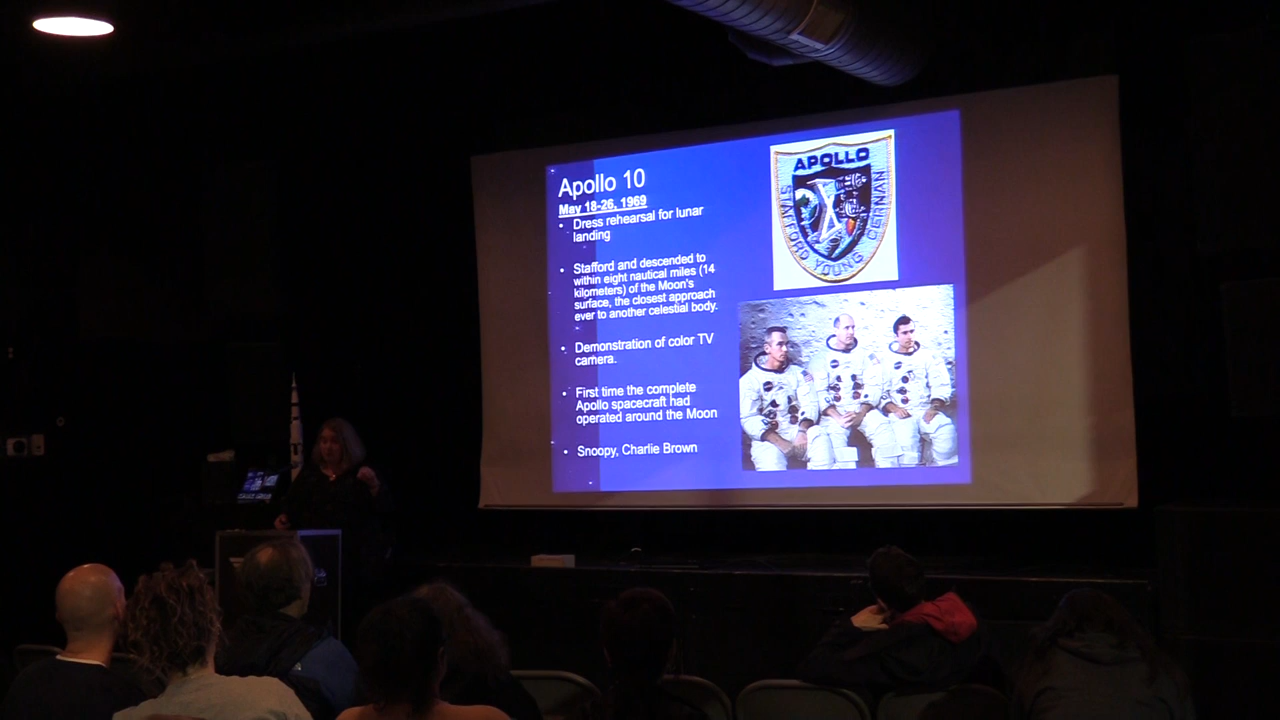 Apollo 10
May 18-26, 1969
• Dress rehearsal for lunar
landing
• Stafford and descended to
within eight nautical miles (14
kilometers) of the Moon's
surface, the closest approach
ever to another celestial body.
• Demonstration of color TV
camera.
• First time the complete
Apollo spacecraft had
operated around the Moon
• Snoopy, Charlie Brown
APOLLO
STAFFORD YOUNG CERNAN